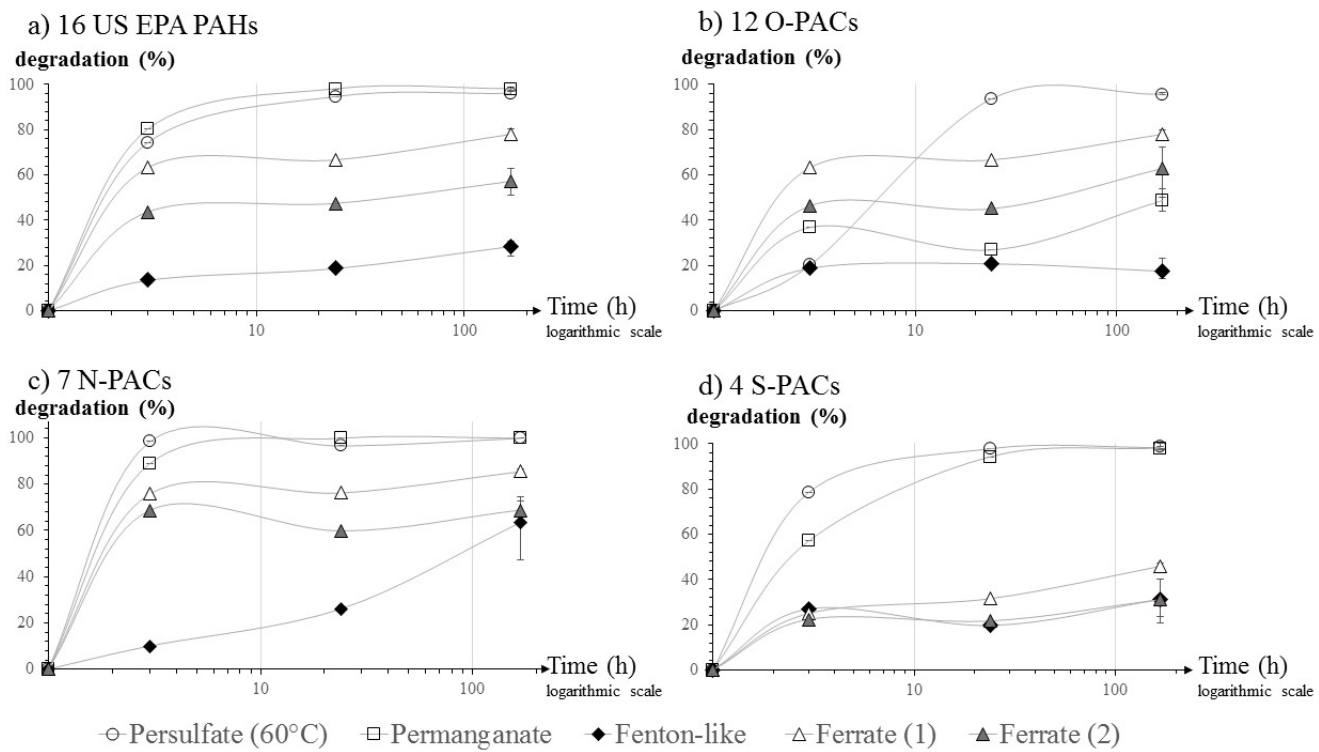 a) 16 US EPA PAHs
degradation (%)
100
80
60
40
20
0
10
100
Time (h)
logarithmic scale
b) 12 O-PACs
degradation (%)
100
80
60
40
20
0
10
100
Time (h)
logarithmic scale
c) 7 N-PACs
degradation (%)
100
80
60
40
20
0
10
100
Time (h)
logarithmic scale
d) 4 S-PACs
degradation (%)
100
80
60
40
20
0
10
100
Time (h)
logarithmic scale
Persulfate (60°C) Permanganate Fenton-like Ferrate (1) Ferrate (2)